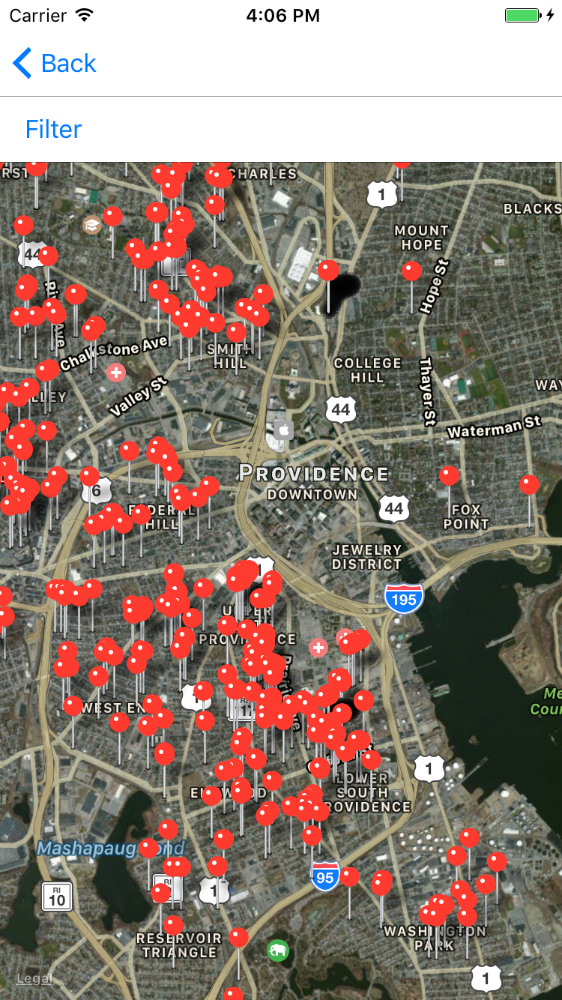 Carrier 4:06 PM
Back
Filter
CHARLES
1
BLACKS
MOUNT
HOPE
44
Hope St
Chalkstone Ave
SMITH
HILL
COLLEGE
HILL
Valley St
Thayer St
WAY
44
Waterman St
PROVIDENCE
DOWNTOWN
6
44
FEDERAL
HILL
FOX
POINT
JEWELRY
DISTRICT
1
195
UPPER
PROVIDENCE
WEST END
1
LOWER
SOUTH
PROVIDENCE
ELMWOOD
Mashapaug Pond
95
1
RI
10
WASHINGTON
PARK
RESERVOIR
TRIANGLE
1
Legal